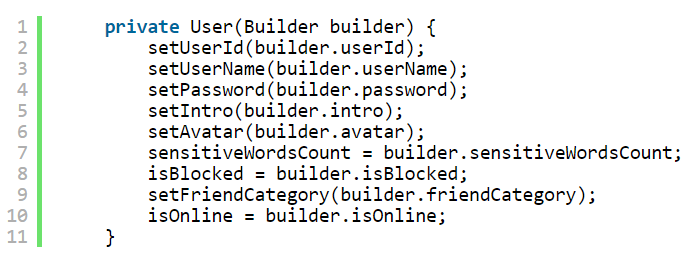 1 private User(Builder builder) {
2 setUserId(builder.userId);
3 setUserName(builder.userName);
4 setPassword(builder.password);
5 setIntro(builder.intro);
6 setAvatar(builder.avatar);
7 sensitiveWordsCount = builder.sensitiveWordsCount;
8 isBlocked = builder.isBlocked;
9 setFriendCategory(builder.friendCategory);
10 isOnline = builder.isOnline;
11 }